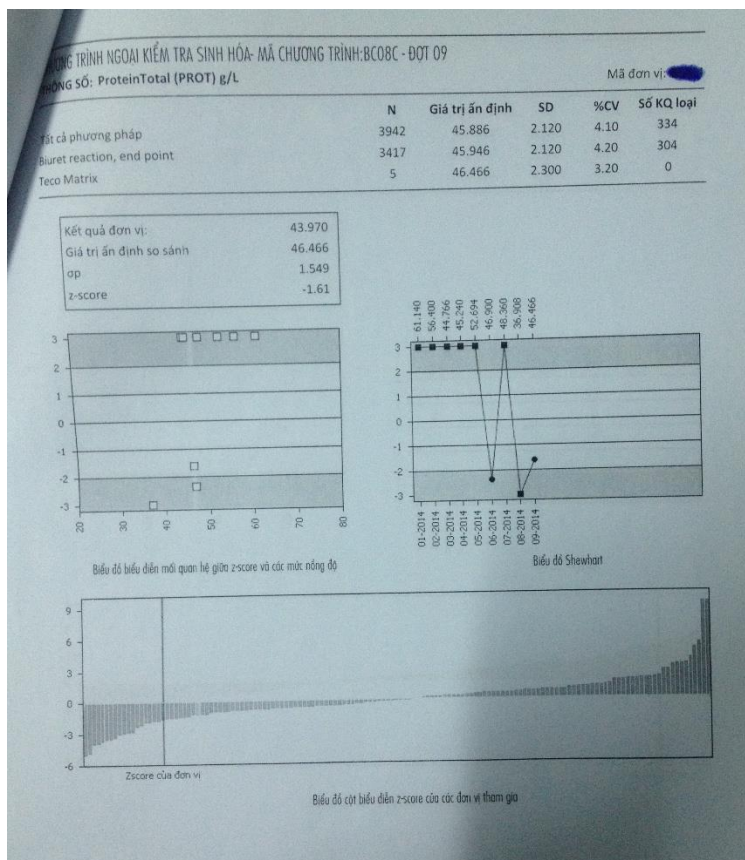 TRÌNH NGOẠI KIỂM TRA SINH HÓA- MÃ CHƯƠNG TRÌNH:BC08C - ĐỢT 09
SỐ: ProteinTotal (PROT) g/L
Mã đơn vị:
N Giá trị ấn định SD %CV Số KQ loại
Tất cả phương pháp 3942 45.886 2.120 4.10 334
Biuret reaction, end point 3417 45.946 2.120 4.20 304
Teco Matrix 5 46.466 2.300 3.20 0
Kết quả đơn vị: 43.970
Giá trị ấn định so sánh 46.466
σp 1.549
z-score -1.61
61.140 56.400 44.766 45.240 52.694 46.900 48.360 36.908 46.466
3
2
1
0
-1
-2
-3
20 30 40 50 60 70 80
Biểu đồ biểu diễn mối quan hệ giữa z-score và các mức nồng độ
3
2
1
0
-1
-2
-3
01-2014 02-2014 03-2014 04-2014 05-2014 06-2014 07-2014 08-2014 09-2014
Biểu đồ Shewhart
9
6
3
0
-3
-6
Zscore của đơn vị
Biểu đồ cột biểu diễn z-score của các đơn vị tham gia